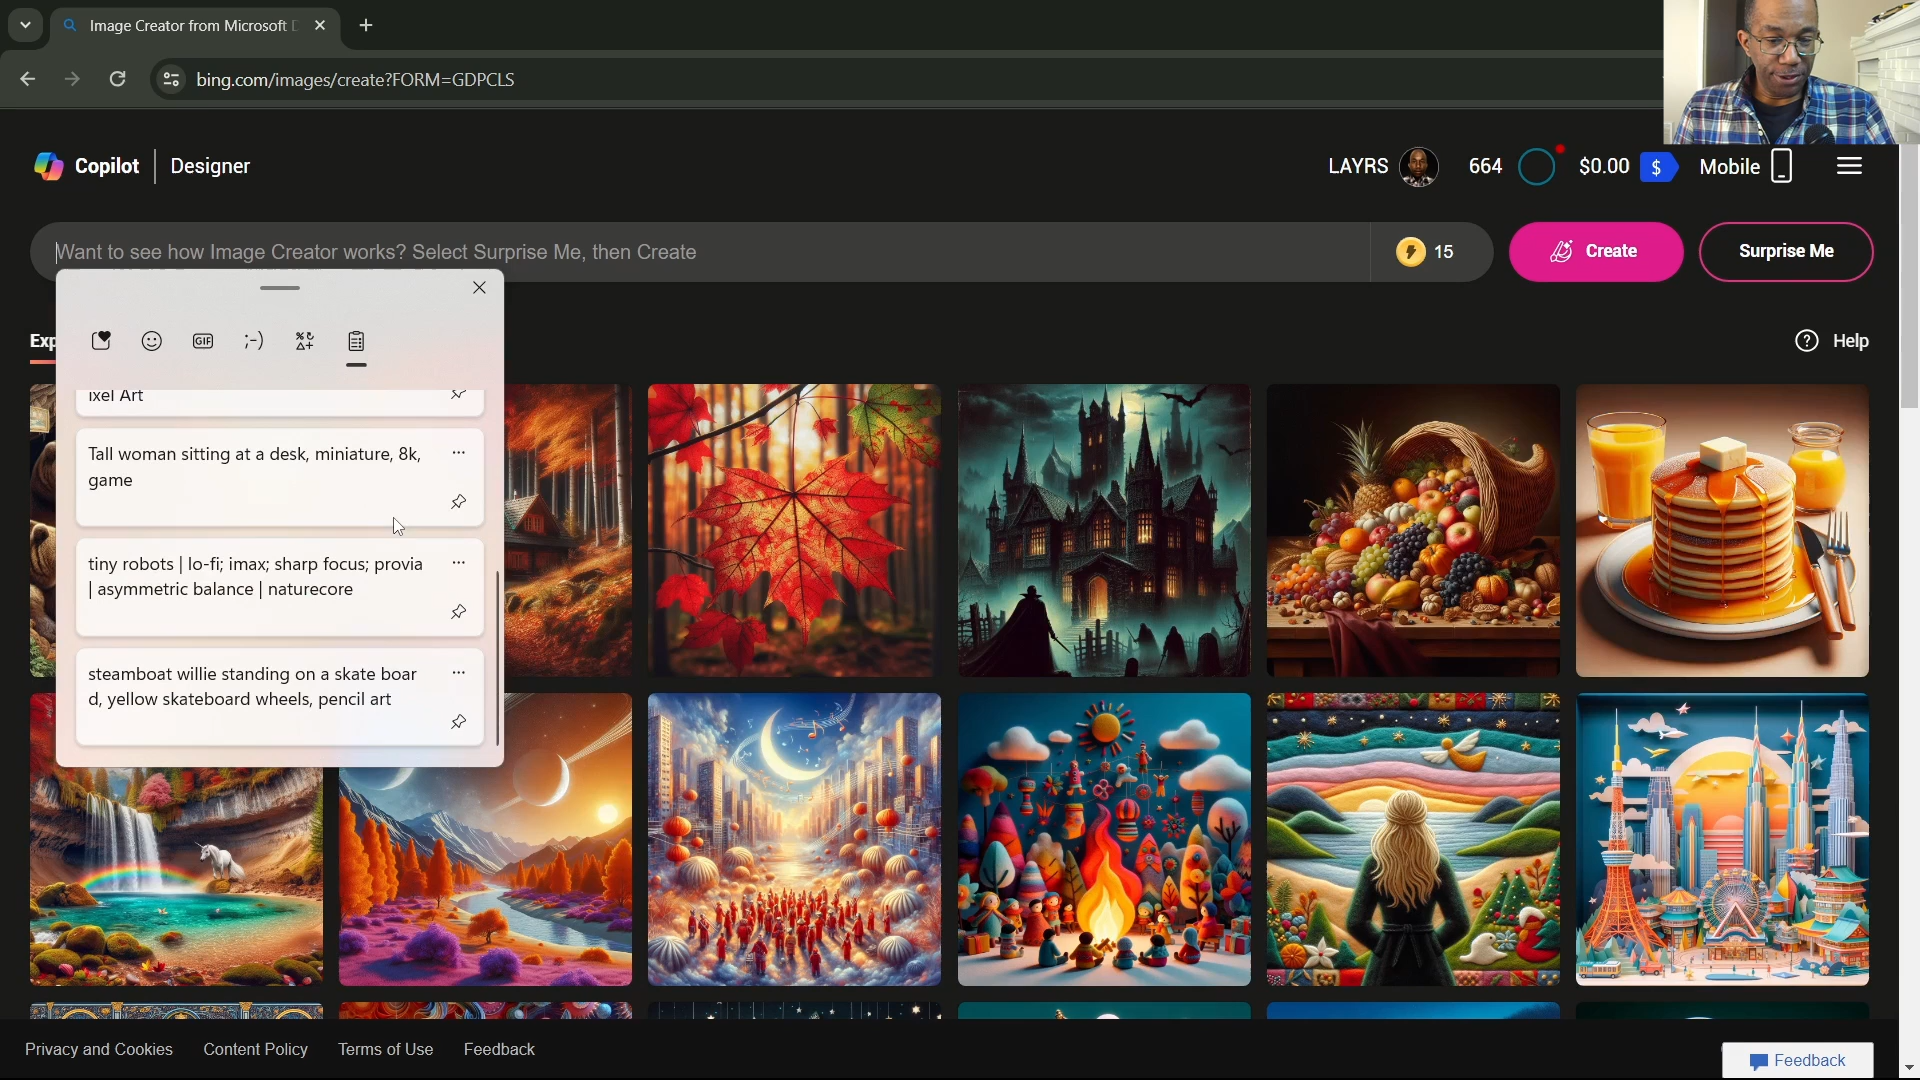 Image Creator from Microsoft D
bing.com/images/create?FORM=GDPCLS
Copilot
Designer
LAYRS
664
$0.00
$
Mobile
Want to see how Image Creator works? Select Surprise Me, then Create
15
Create
Surprise Me
Exp
Help
GIF
;-)
ixel Art
Tall woman sitting at a desk, miniature, 8k,
game
tiny robots | lo-fi; imax; sharp focus; provia
| asymmetric balance | naturecore
steamboat willie standing on a skate boar
d, yellow skateboard wheels, pencil art
Privacy and Cookies
Content Policy
Terms of Use
Feedback
Feedback